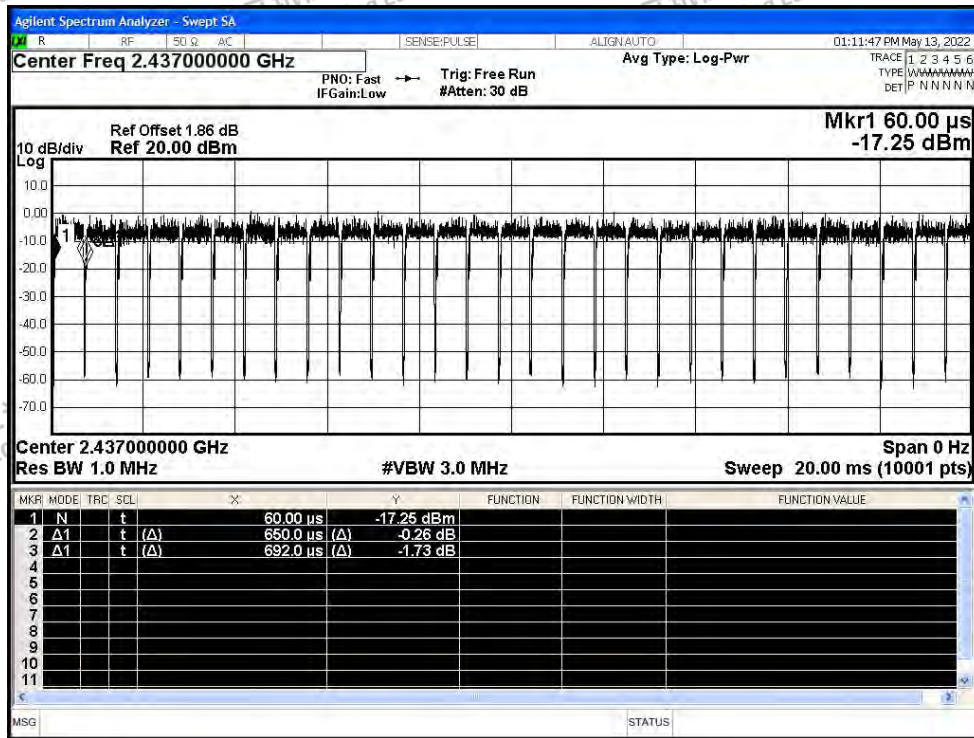 Agilent Spectrum Analyzer - Swept SA
LXI R RF 50 Ω AC SENSE:PULSE ALIGNAUTO 01:11:47 PM May 13, 2022
Center Freq 2.437000000 GHz
PNO: Fast
IFGain:Low
Trig: Free Run
#Atten: 30 dB
Avg Type: Log-Pwr
TRACE 1 2 3 4 5 6
TYPE
DET P N N N N N
Mkr1 60.00 µs
-17.25 dBm
Ref Offset 1.86 dB
10 dB/div Ref 20.00 dBm
Log
10.0
0.00
-10.0
-20.0
-30.0
-40.0
-50.0
-60.0
-70.0
1
Center 2.437000000 GHz Span 0 Hz
Res BW 1.0 MHz #VBW 3.0 MHz Sweep 20.00 ms (10001 pts)
MKR MODE TRC SCL X Y FUNCTION FUNCTION WIDTH FUNCTION VALUE
1 N t 60.00 µs -17.25 dBm
2 Δ1 t (Δ) 650.0 µs (Δ) -0.26 dB
3 Δ1 t (Δ) 692.0 µs (Δ) -1.73 dB
4
5
6
7
8
9
10
11
MSG STATUS